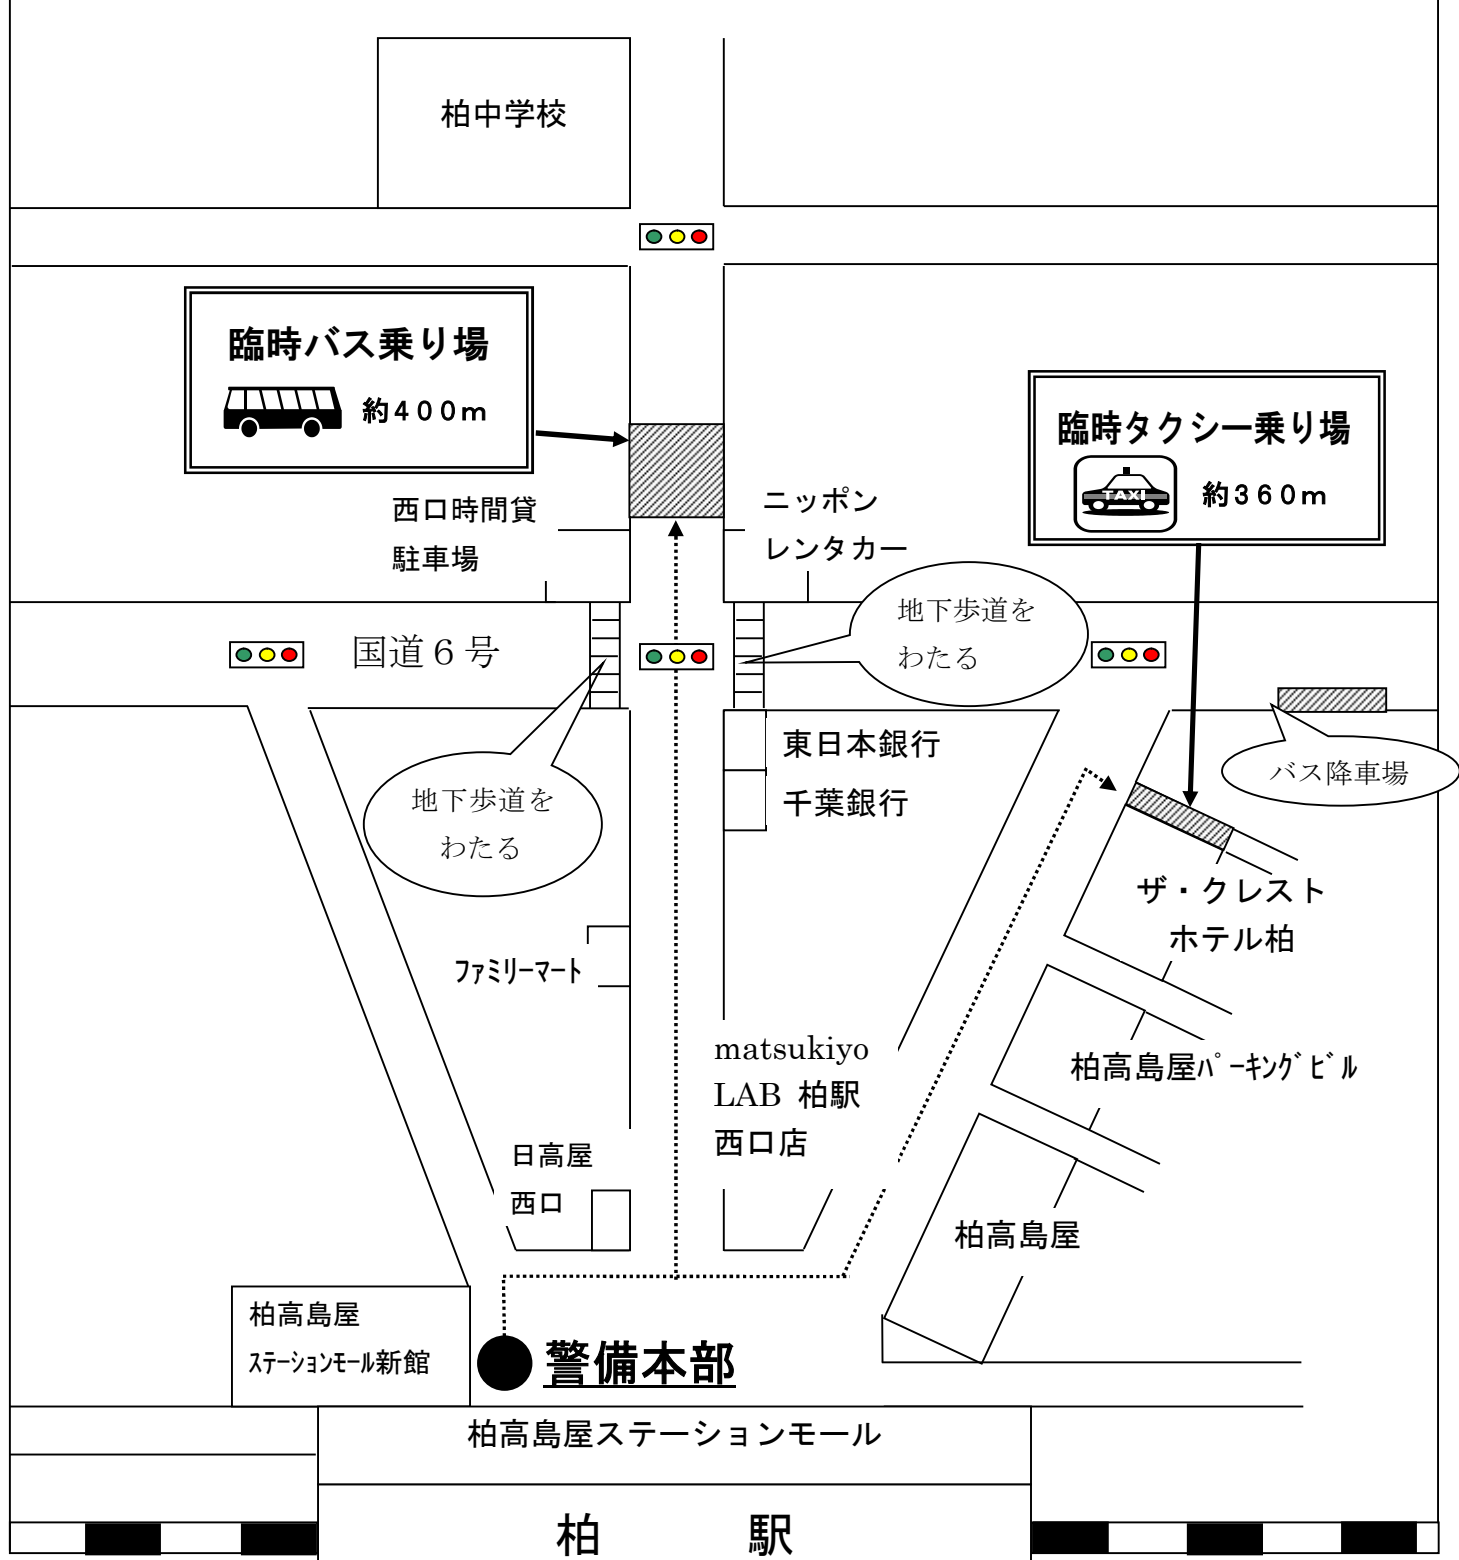 柏中学校
臨時バス乗り場
約400m
臨時タクシー乗り場
TAXI
約360m
西口時間貸
駐車場
ニッポン
レンタカー
地下歩道を
わたる
国道6号
東日本銀行
千葉銀行
バス降車場
地下歩道を
わたる
ザ・クレスト
ホテル柏
ファミリーマート
matsukiyo
LAB 柏駅
西口店
柏高島屋パーキングビル
日高屋
西口
柏高島屋
柏高島屋
ステーションモール新館
警備本部
柏高島屋ステーションモール
柏 駅